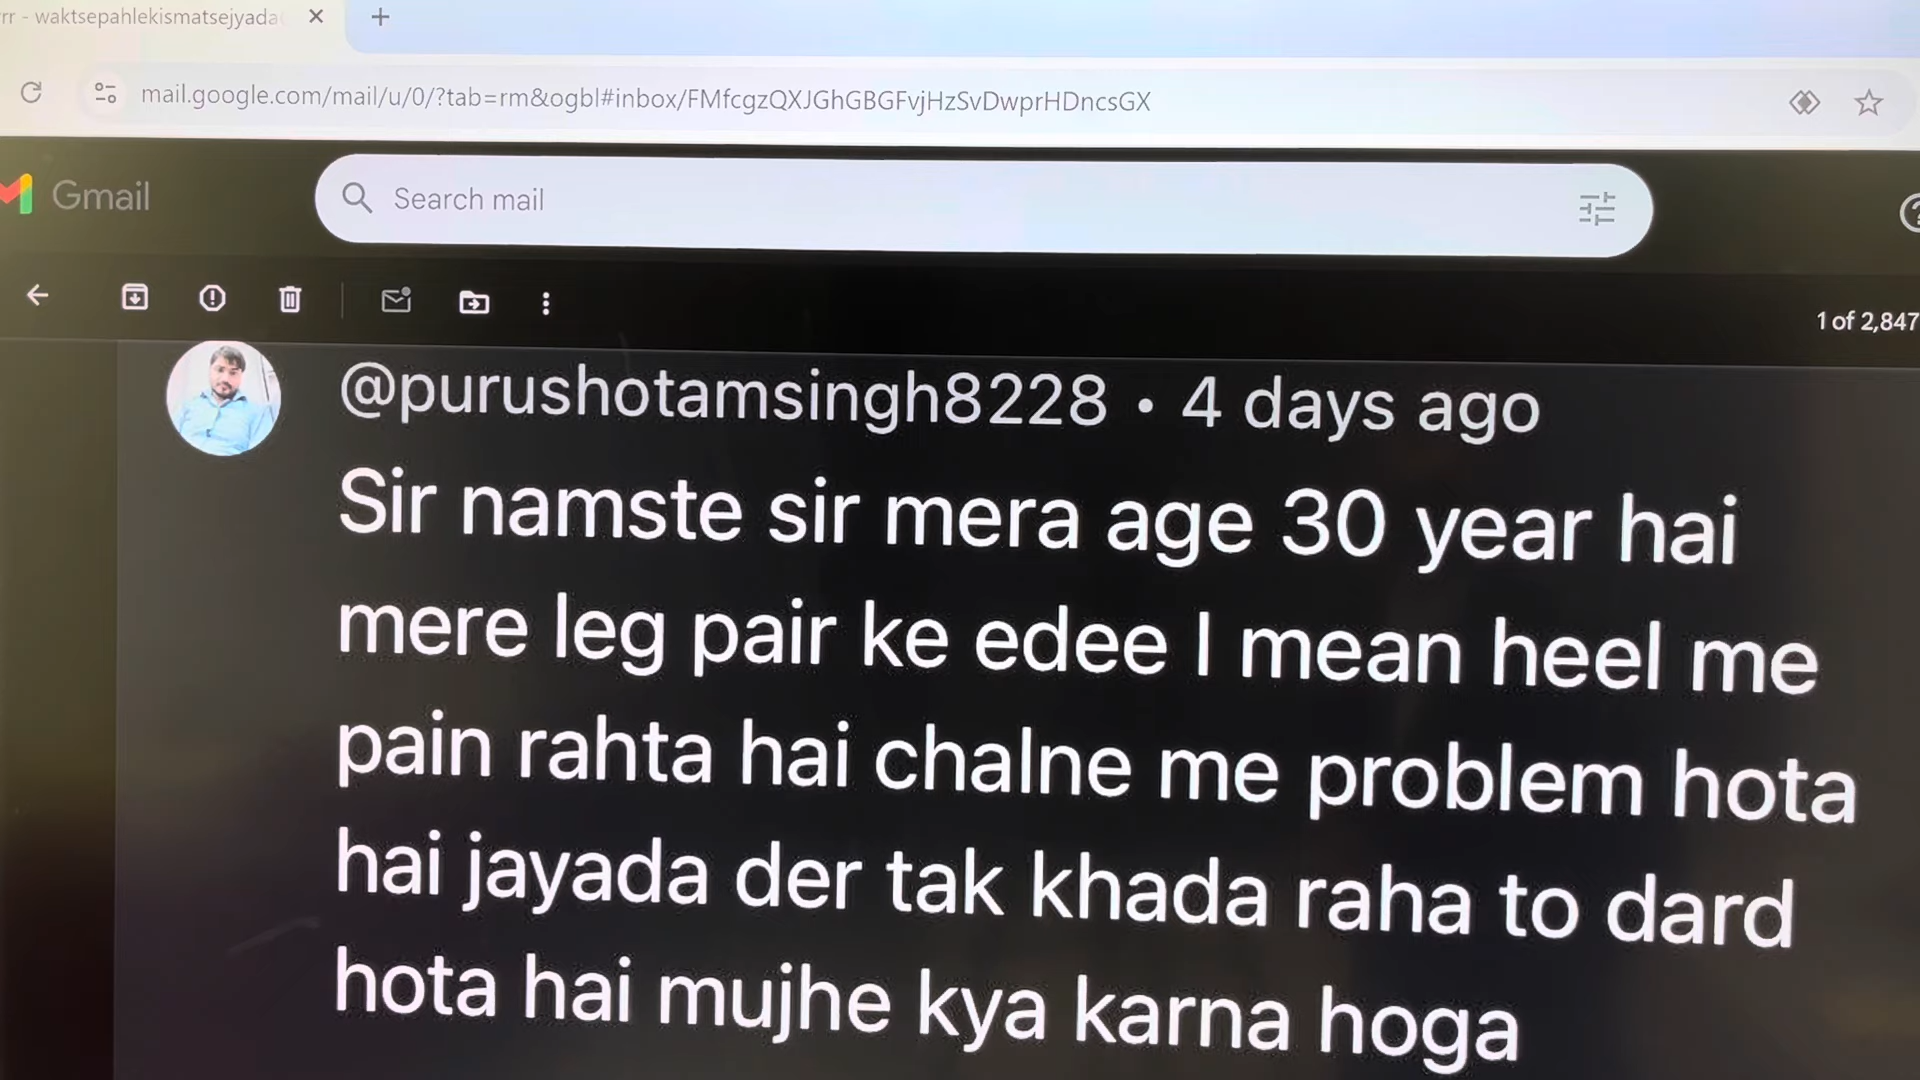 rr - waktsepahlekismatsejyada
mail.google.com/mail/u/0/?tab=rm&ogbl#inbox/FMfcgzQXJGhGBGFvjHzSvDwprHDncsGX
Gmail
Search mail
1 of 2,847
@purushotamsingh8228 • 4 days ago
Sir namste sir mera age 30 year hai
mere leg pair ke edee I mean heel me
pain rahta hai chalne me problem hota
hai jayada der tak khada raha to dard
hota hai mujhe kya karna hoga